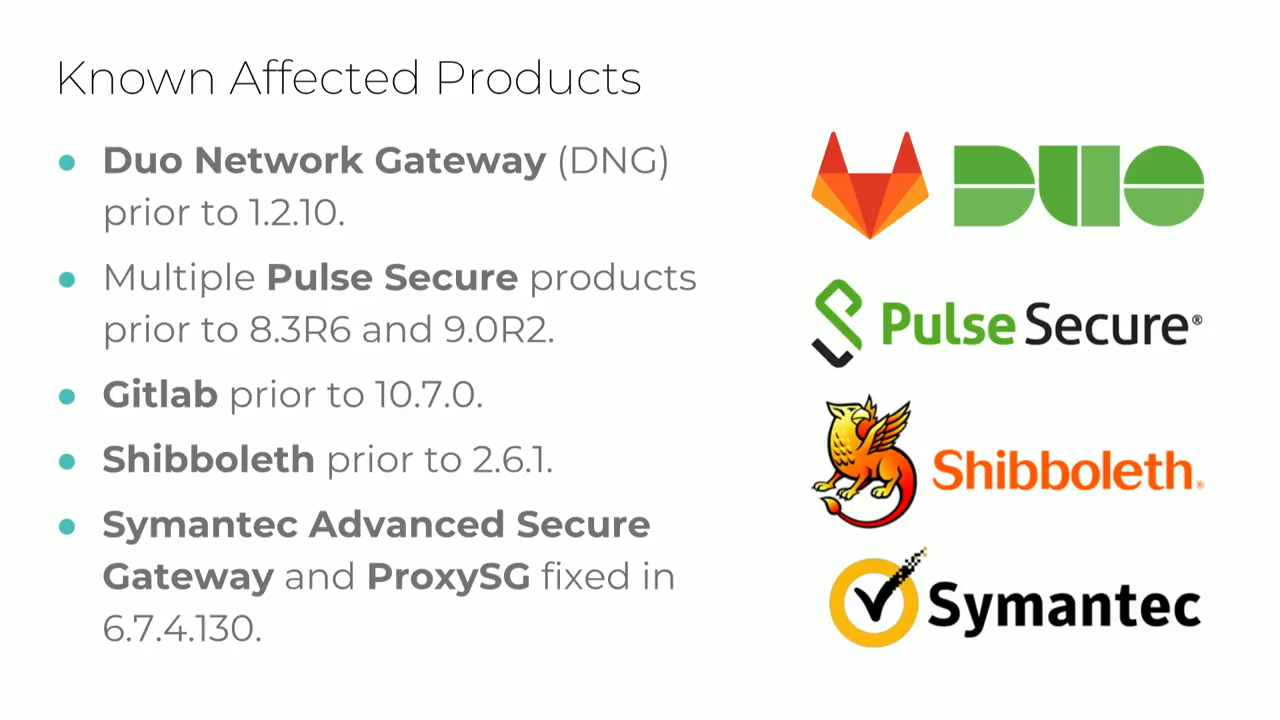 Known Affected Products
● Duo Network Gateway (DNG)
prior to 1.2.10.
● Multiple Pulse Secure products
prior to 8.3R6 and 9.0R2.
● Gitlab prior to 10.7.0.
● Shibboleth prior to 2.6.1.
● Symantec Advanced Secure
Gateway and ProxySG fixed in
6.7.4.130.
DUO
Pulse Secure®
Shibboleth®
Symantec